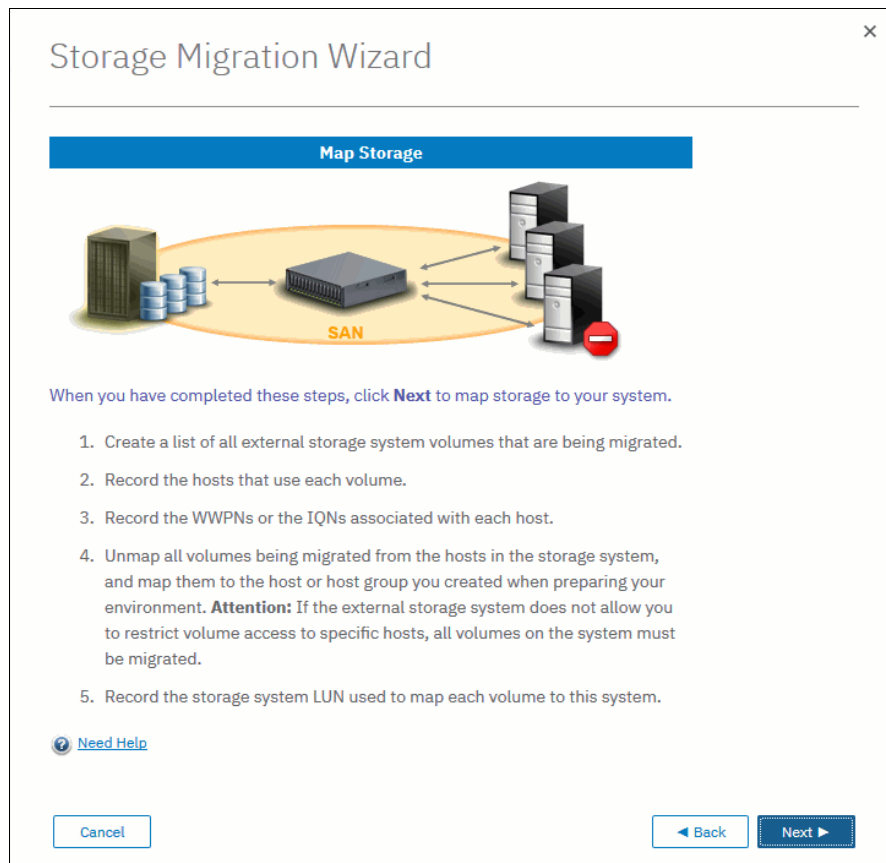 Storage Migration Wizard
Map Storage
SAN
When you have completed these steps, click Next to map storage to your system.
1. Create a list of all external storage system volumes that are being migrated.
2. Record the hosts that use each volume.
3. Record the WWPNs or the IQNs associated with each host.
4. Unmap all volumes being migrated from the hosts in the storage system,
and map them to the host or host group you created when preparing your
environment. Attention: If the external storage system does not allow you
to restrict volume access to specific hosts, all volumes on the system must
be migrated.
5. Record the storage system LUN used to map each volume to this system.
Need Help
Cancel
Back
Next